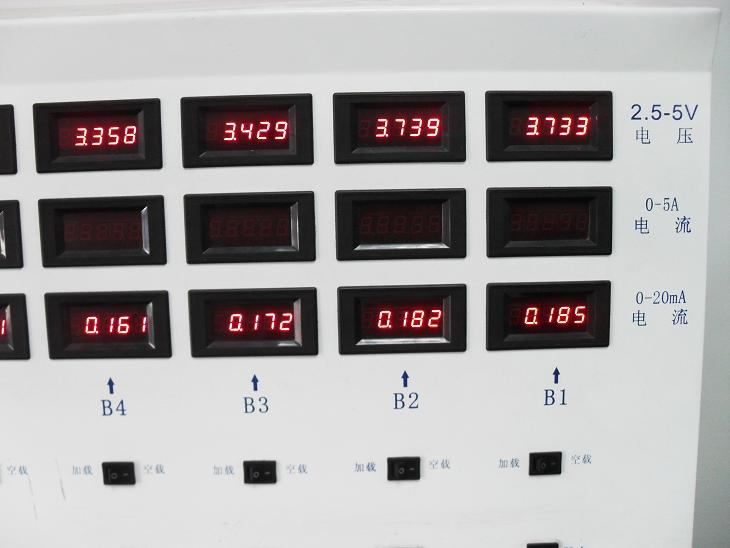 3.358 3.429 3.739 3.733 2.5-5V
电 压
0-5A
电 流
0.161 0.172 0.182 0.185 0-20mA
电 流
B4 B3 B2 B1
空载 加载 空载 加载 空载 加载 空载 加载 空载